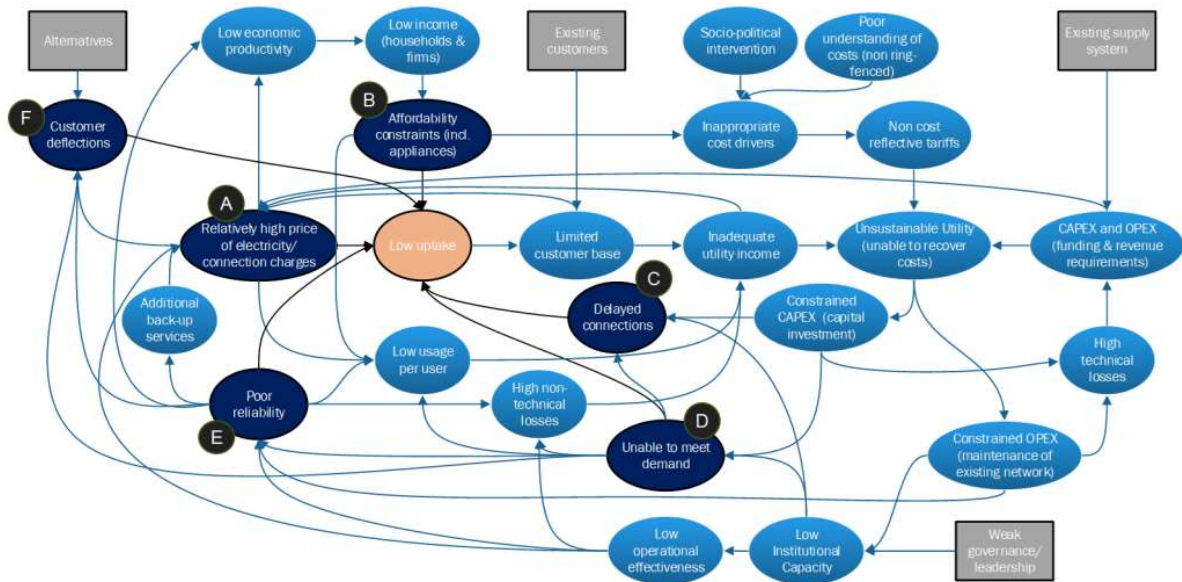 Alternatives
Low economic
productivity
Low income
(households &
firms)
Existing
customers
Socio-political
intervention
Poor
understanding of
costs (non ring-
fenced)
Existing supply
system
F
Customer
deflections
B
Affordability
constraints (incl.
appliances)
Inappropriate
cost drivers
Non cost
reflective tariffs
A
Relatively high price
of electricity/
connection charges
Low uptake
Limited
customer base
Inadequate
utility income
Unsustainable Utility
(unable to recover
costs)
CAPEX and OPEX
(funding & revenue
requirements)
C
Delayed
connections
Constrained
CAPEX (capital
investment)
Additional
back-up
services
Low usage
per user
High
technical
losses
Poor
reliability
E
High non-
technical
losses
D
Unable to meet
demand
Constrained OPEX
(maintenance of
existing network)
Low
operational
effectiveness
Low
Institutional
Capacity
Weak
governance/
leadership